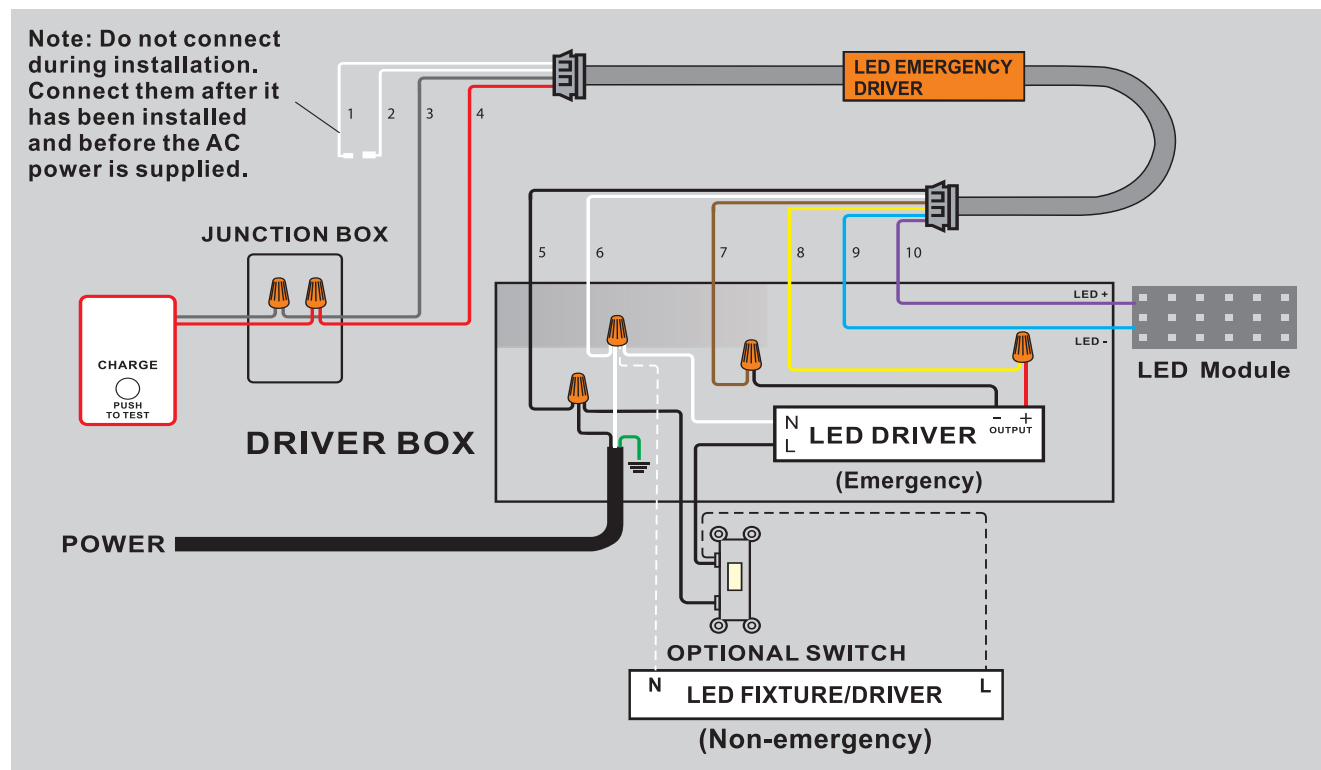 Note: Do not connect
during installation.
Connect them after it
has been installed
and before the AC
power is supplied.
LED EMERGENCY
DRIVER
1
2
3
4
JUNCTION BOX
5
6
7
8
9
10
LED +
LED -
LED Module
CHARGE
PUSH
TO TEST
DRIVER BOX
N
L
LED DRIVER
- +
OUTPUT
(Emergency)
POWER
OPTIONAL SWITCH
N
LED FIXTURE/DRIVER
L
(Non-emergency)